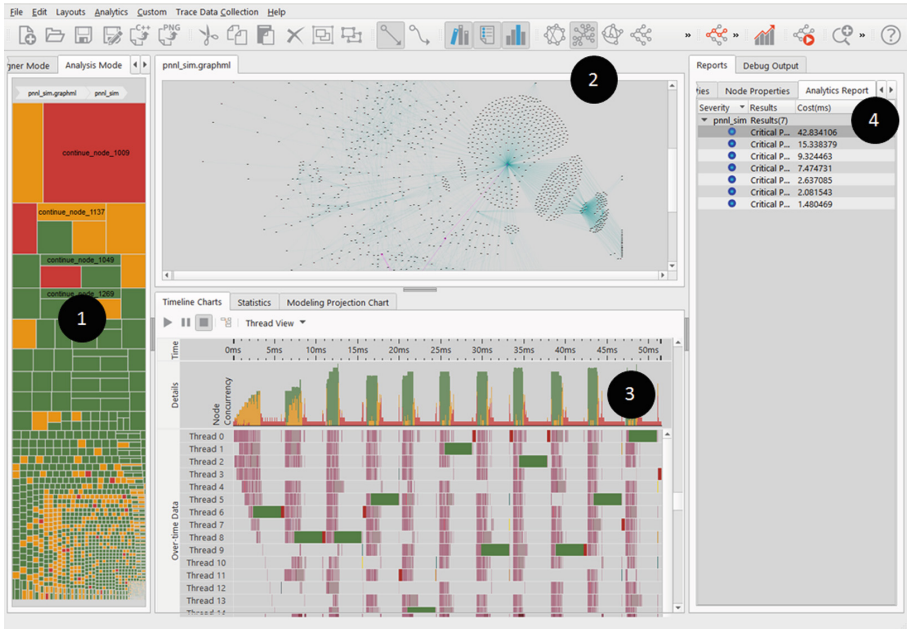 File Edit Layouts Analytics Custom Trace Data Collection Help
C++ PNG
» » »
gner Mode Analysis Mode
pnnl_sim.graphml pnnl_sim
continue_node_1009
continue_node_1137
continue_node_1049
continue_node_1269
1
pnnl_sim.graphml
2
Timeline Charts Statistics Modeling Projection Chart
Thread View
Time
0ms 5ms 10ms 15ms 20ms 25ms 30ms 35ms 40ms 45ms 50ms
Details
Node
Concurrency
3
Over-time Data
Thread 0
Thread 1
Thread 2
Thread 3
Thread 4
Thread 5
Thread 6
Thread 7
Thread 8
Thread 9
Thread 10
Thread 11
Thread 12
Thread 13
Thread 14
Reports Debug Output
ties Node Properties Analytics Report
Severity Results Cost(ms)
4
pnnl_sim Results(7)
Critical P... 42.834106
Critical P... 15.338379
Critical P... 9.324463
Critical P... 7.474731
Critical P... 2.637085
Critical P... 2.081543
Critical P... 1.480469